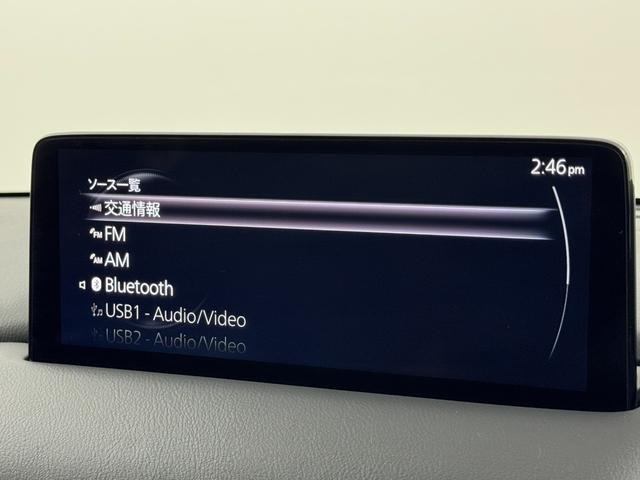 2:46pm
ソース一覧
交通情報
FM
AM
Bluetooth
USB1 - Audio/Video
USB2 - Audio/Video